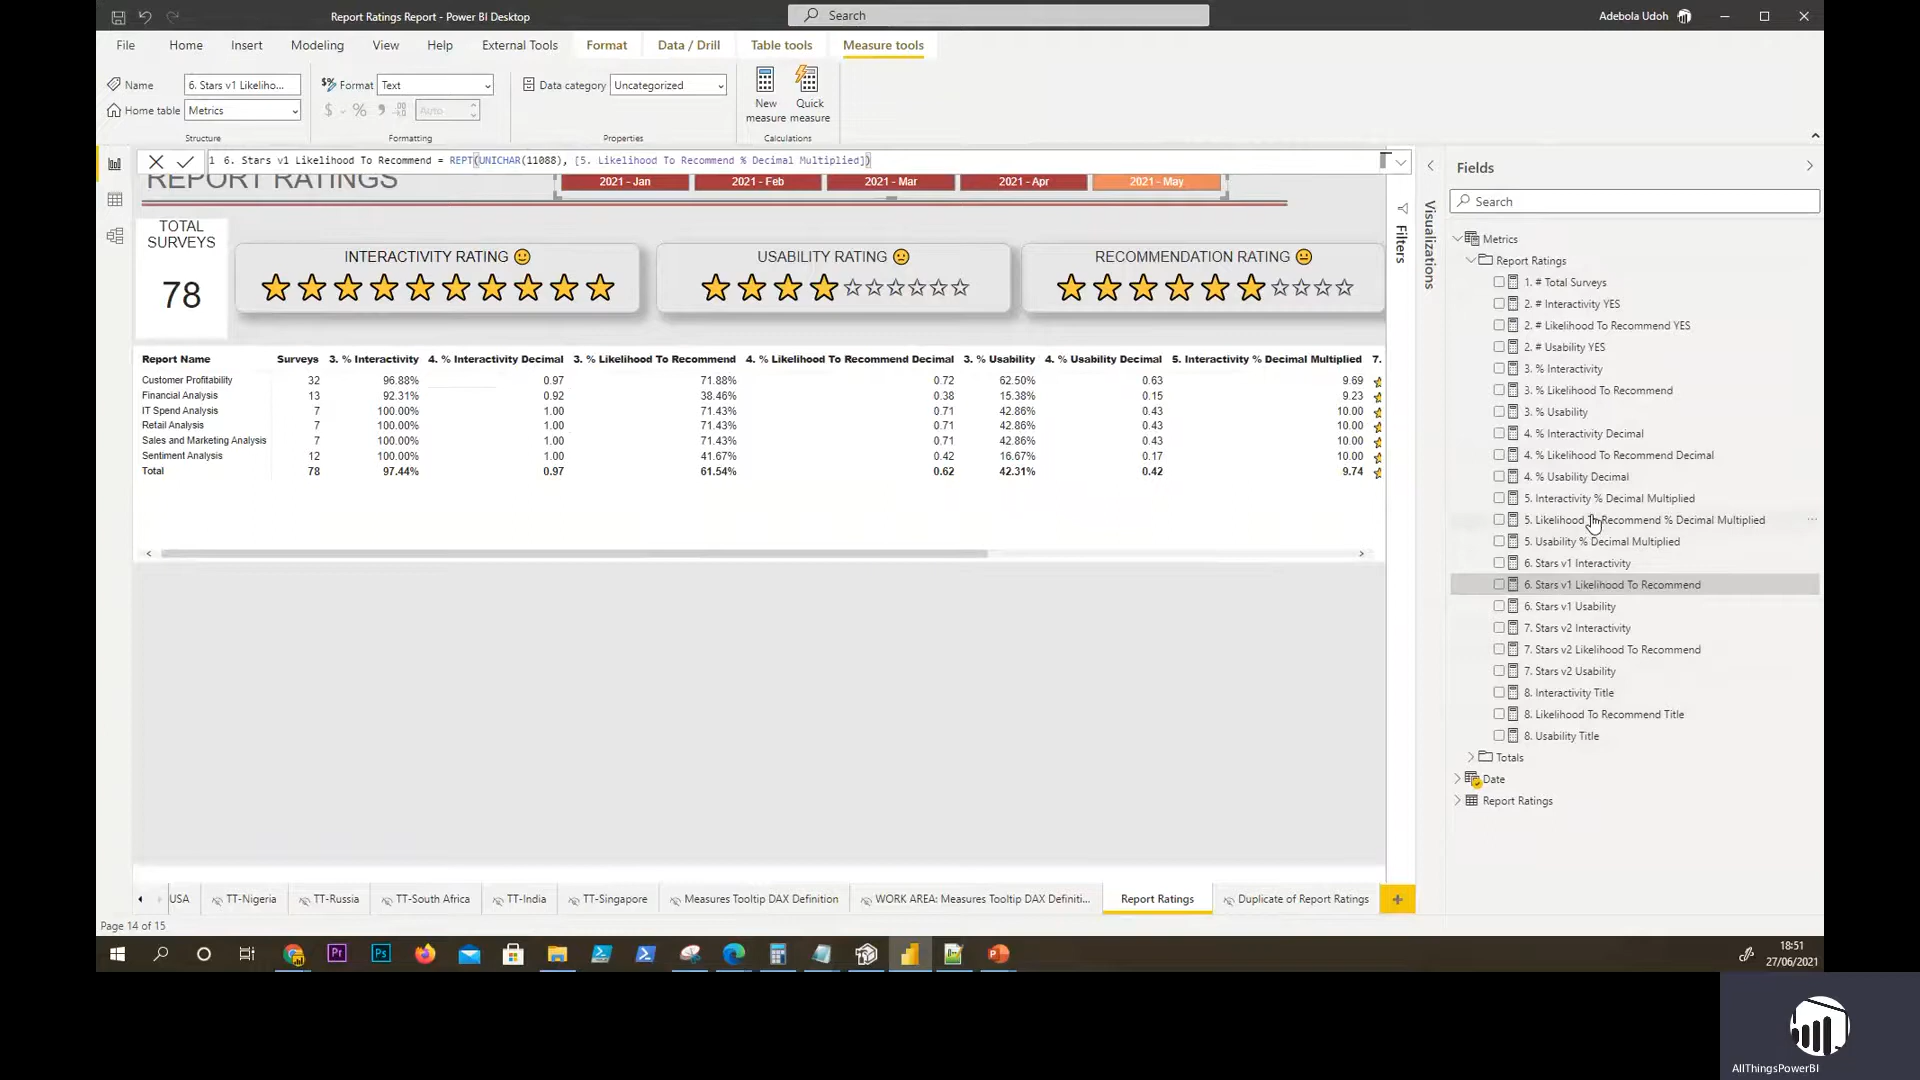 Report Ratings Report - Power BI Desktop
Search
Adebola Udoh
File Home Insert Modeling View Help External Tools Format Data / Drill Table tools Measure tools
Name 6. Stars v1 Likeliho...
Format Text
Data category Uncategorized
New measure
Quick measure
Home table Metrics
$ % Auto
Structure Formatting Properties Calculations
1 6. Stars v1 Likelihood To Recommend = REPT(UNICHAR(11088), [5. Likelihood To Recommend % Decimal Multiplied])
REPORT RATINGS
2021 - Jan 2021 - Feb 2021 - Mar 2021 - Apr 2021 - May
TOTAL
SURVEYS
78
INTERACTIVITY RATING 🙂
USABILITY RATING 🙁
RECOMMENDATION RATING 😐
Report Name Surveys 3. % Interactivity 4. % Interactivity Decimal 3. % Likelihood To Recommend 4. % Likelihood To Recommend Decimal 3. % Usability 4. % Usability Decimal 5. Interactivity % Decimal Multiplied 7.
Customer Profitability 32 96.88% 0.97 71.88% 0.72 62.50% 0.63 9.69
Financial Analysis 13 92.31% 0.92 38.46% 0.38 15.38% 0.15 9.23
IT Spend Analysis 7 100.00% 1.00 71.43% 0.71 42.86% 0.43 10.00
Retail Analysis 7 100.00% 1.00 71.43% 0.71 42.86% 0.43 10.00
Sales and Marketing Analysis 7 100.00% 1.00 71.43% 0.71 42.86% 0.43 10.00
Sentiment Analysis 12 100.00% 1.00 41.67% 0.42 16.67% 0.17 10.00
Total 78 97.44% 0.97 61.54% 0.62 42.31% 0.42 9.74
Filters
Visualizations
Fields
Search
Metrics
Report Ratings
1. # Total Surveys
2. # Interactivity YES
2. # Likelihood To Recommend YES
2. # Usability YES
3. % Interactivity
3. % Likelihood To Recommend
3. % Usability
4. % Interactivity Decimal
4. % Likelihood To Recommend Decimal
4. % Usability Decimal
5. Interactivity % Decimal Multiplied
5. Likelihood To Recommend % Decimal Multiplied
5. Usability % Decimal Multiplied
6. Stars v1 Interactivity
6. Stars v1 Likelihood To Recommend
6. Stars v1 Usability
7. Stars v2 Interactivity
7. Stars v2 Likelihood To Recommend
7. Stars v2 Usability
8. Interactivity Title
8. Likelihood To Recommend Title
8. Usability Title
Totals
Date
Report Ratings
USA TT-Nigeria TT-Russia TT-South Africa TT-India TT-Singapore Measures Tooltip DAX Definition WORK AREA: Measures Tooltip DAX Definiti... Report Ratings Duplicate of Report Ratings +
Page 14 of 15
Pr Ps
18:51
27/06/2021
AllThingsPowerBI